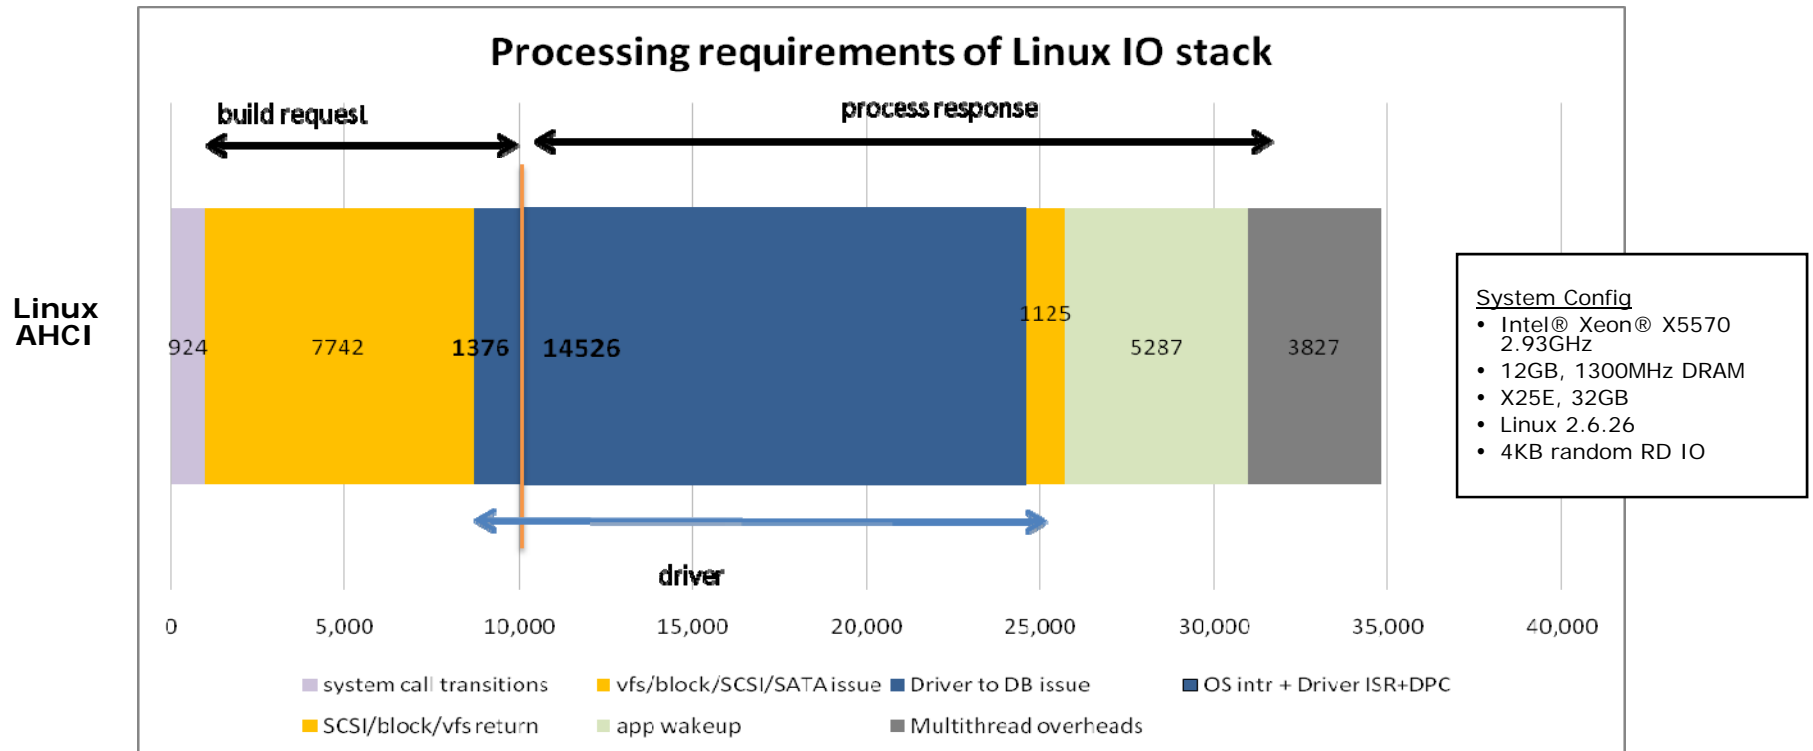 Processing requirements of Linux IO stack
build request
process response
Linux
AHCI
924
7742
1376
14526
1125
5287
3827
driver
0
5,000
10,000
15,000
20,000
25,000
30,000
35,000
40,000
system call transitions
vfs/block/SCSI/SATA issue
Driver to DB issue
OS intr + Driver ISR+DPC
SCSI/block/vfs return
app wakeup
Multithread overheads
System Config
• Intel® Xeon® X5570
2.93GHz
• 12GB, 1300MHz DRAM
• X25E, 32GB
• Linux 2.6.26
• 4KB random RD IO